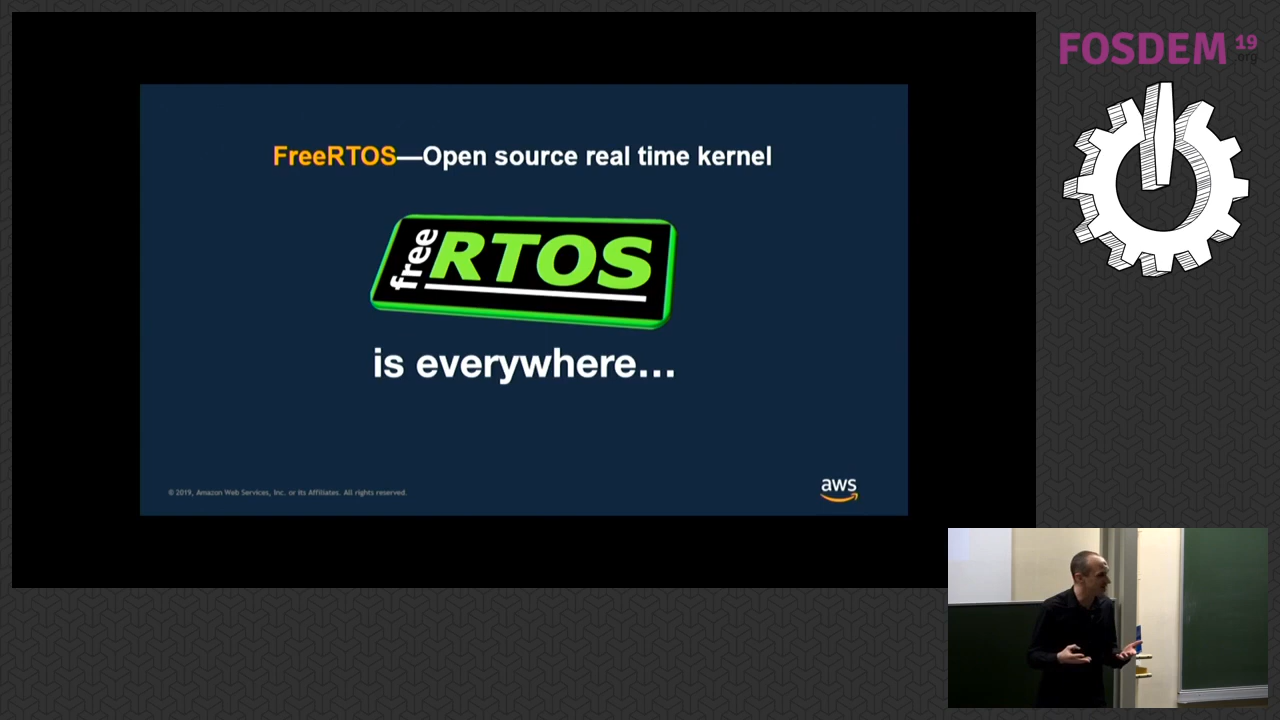 FreeRTOS—Open source real time kernel
free RTOS
is everywhere...
© 2019, Amazon Web Services, Inc. or its Affiliates. All rights reserved.
aws
FOSDEM 19
.org